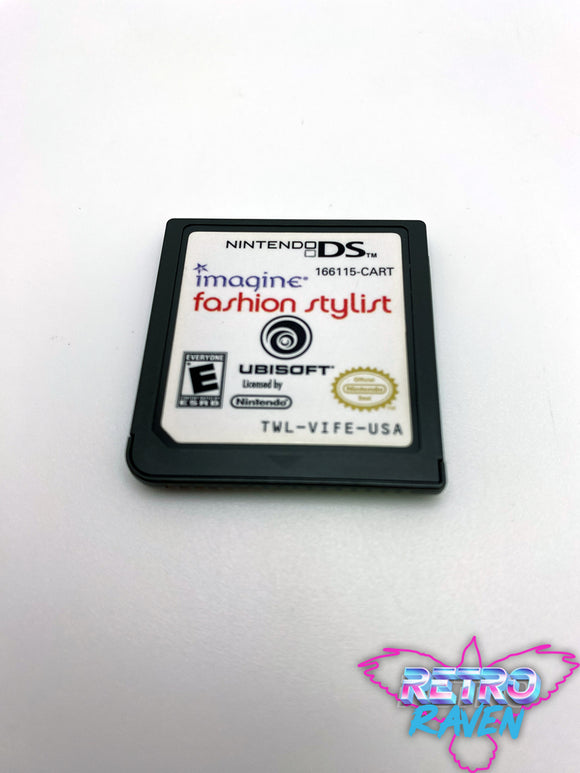 NINTENDO DS™
166115-CART
imagine®
fashion stylist
UBISOFT®
EVERYONE
E
ESRB
Licensed by
Nintendo®
Official
Nintendo
Seal
TWL-VIFE-USA
RETRO
RAVEN